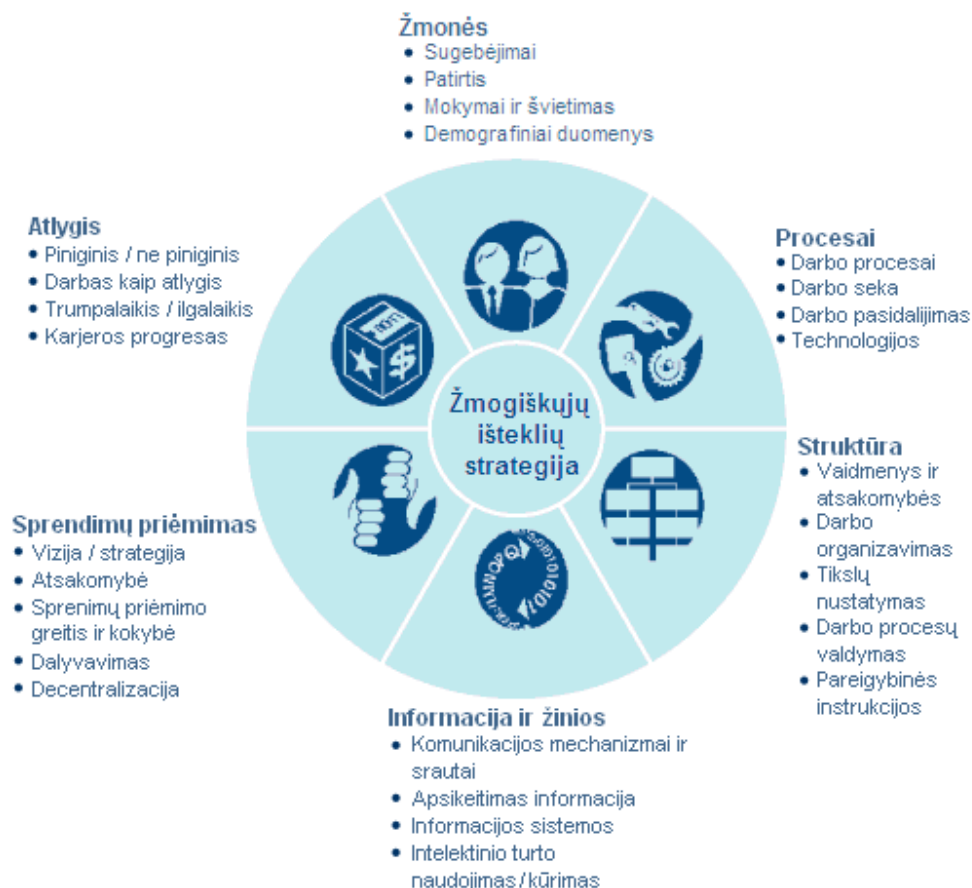 Žmonės
• Sugebėjimai
• Patirtis
• Mokymai ir švietimas
• Demografiniai duomenys
Atlygis
• Piniginis / ne piniginis
• Darbas kaip atlygis
• Trumpalaikis / ilgalaikis
• Karjeros progresas
Procesai
• Darbo procesai
• Darbo seka
• Darbo pasidalijimas
• Technologijos
Žmogiškųjų
išteklių
strategija
Struktūra
• Vaidmenys ir
atsakomybės
• Darbo
organizavimas
• Tikslų
nustatymas
• Darbo procesų
valdymas
• Pareigybinės
instrukcijos
Sprendimų priėmimas
• Vizija / strategija
• Atsakomybė
• Sprenimų priėmimo
greitis ir kokybė
• Dalyvavimas
• Decentralizacija
Informacija ir žinios
• Komunikacijos mechanizmai ir
srautai
• Apsikeitimas informacija
• Informacijos sistemos
• Intelektinio turto
naudojimas/kūrimas